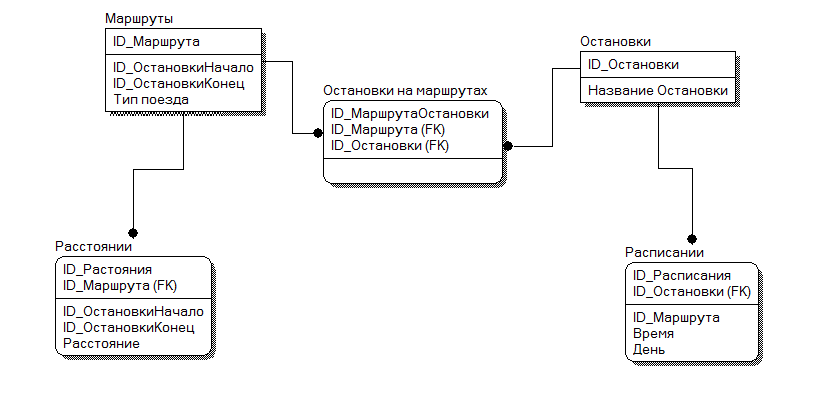 Маршруты
ID_Маршрута
ID_ОстановкиНачало
ID_ОстановкиКонец
Тип поезда
Остановки на маршрутах
ID_МаршрутаОстановки
ID_Маршрута (FK)
ID_Остановки (FK)
Остановки
ID_Остановки
Название Остановки
Расстоянии
ID_Растояния
ID_Маршрута (FK)
ID_ОстановкиНачало
ID_ОстановкиКонец
Расстояние
Расписании
ID_Расписания
ID_Остановки (FK)
ID_Маршрута
Время
День